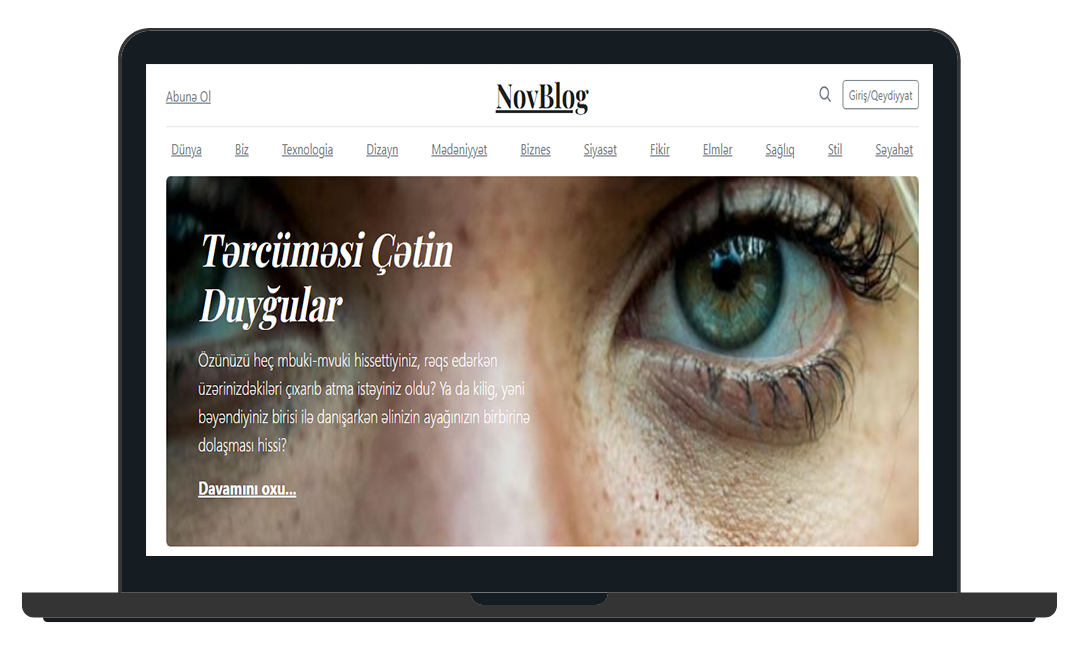 Abunə Ol
NovBlog
Giriş/Qeydiyyat
Dünya Biz Texnologia Dizayn Mədəniyyət Biznes Siyasət Fikir Elmlər Sağlıq Stil Səyahət
Tərcüməsi Çətin
Duyğular
Özünüzü heç mbuki-mvuki hissettiyiniz, rəqs edərkən
üzərinizdəkiləri çıxarıb atma istəyiniz oldu? Ya da kilig, yəni
bəyəndiyiniz birisi ilə danışarkən əlinizin ayağınızın birbirinə
dolaşması hissi?
Davamını oxu...